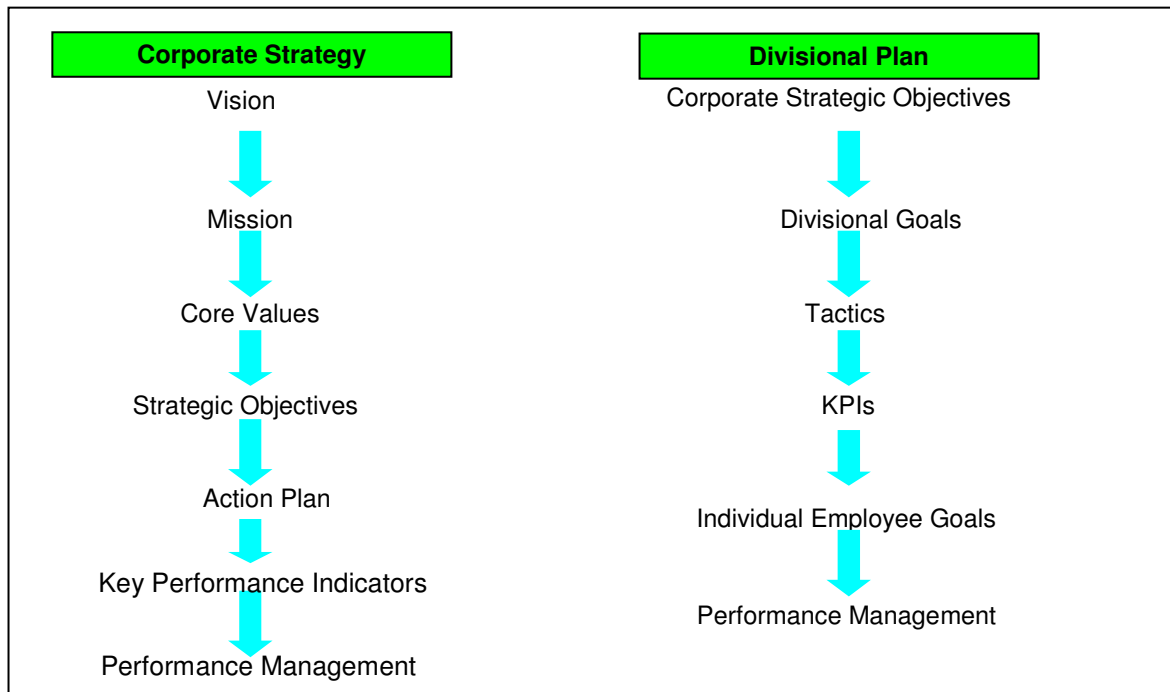 Corporate Strategy
Vision
Mission
Core Values
Strategic Objectives
Action Plan
Key Performance Indicators
Performance Management
Divisional Plan
Corporate Strategic Objectives
Divisional Goals
Tactics
KPIs
Individual Employee Goals
Performance Management